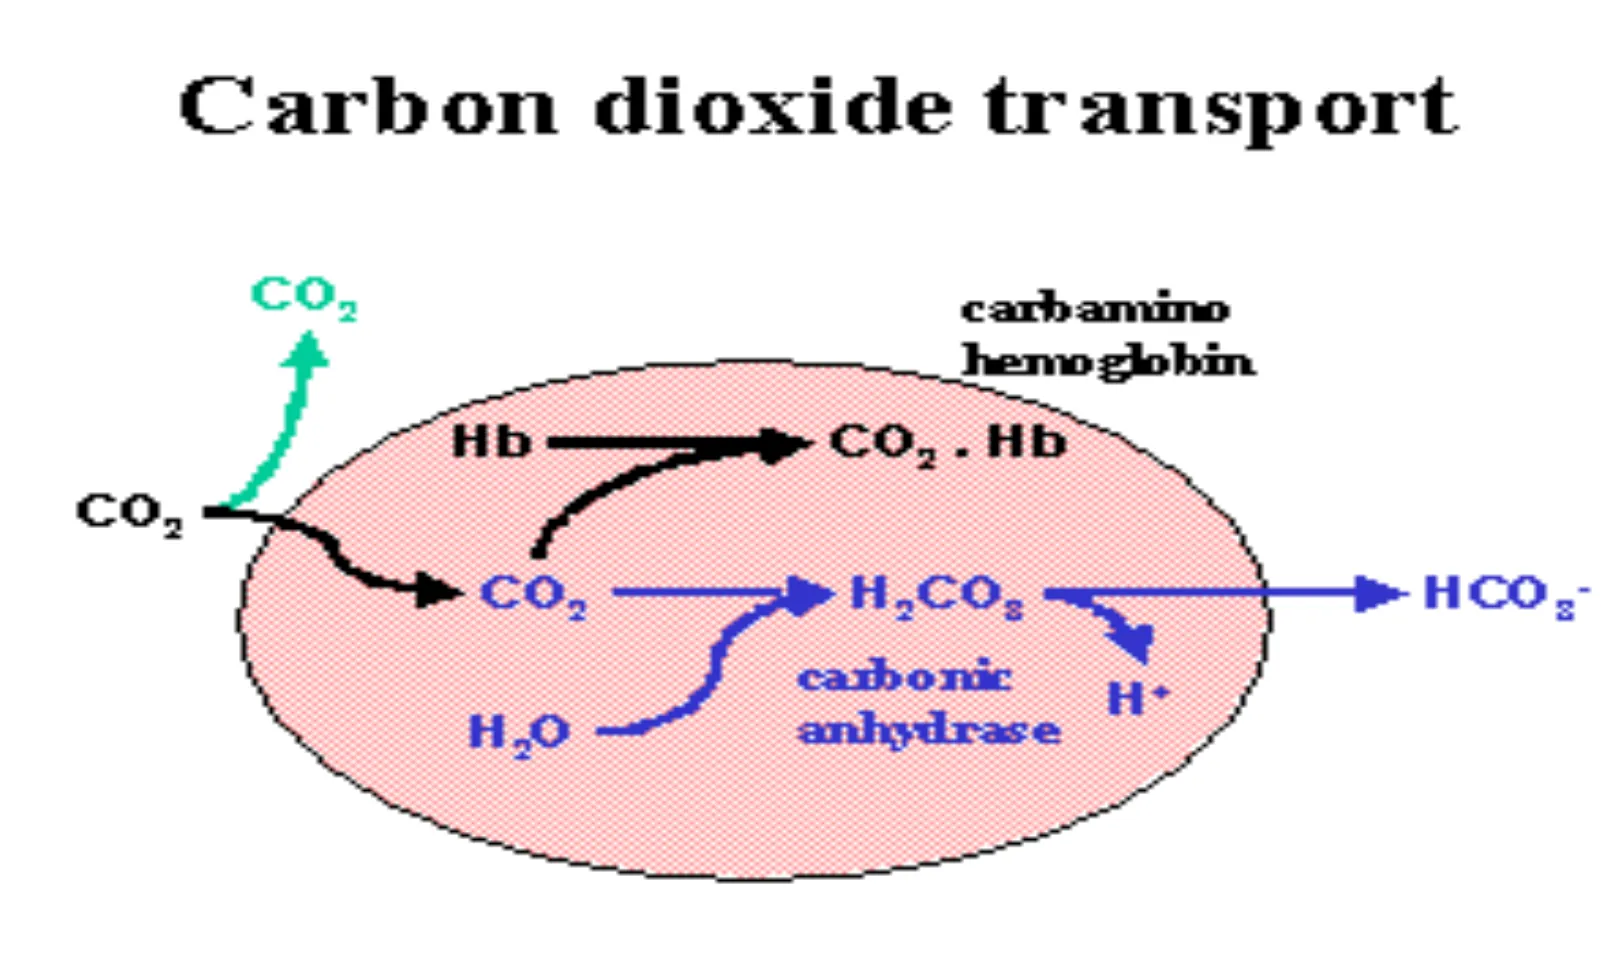 Carbon dioxide transport
CO₂
carbamino
hemoglobin
Hb
CO₂ . Hb
CO₂
CO₂
H₂CO₃
HCO₃⁻
carbonic
anhydrase
H⁺
H₂O